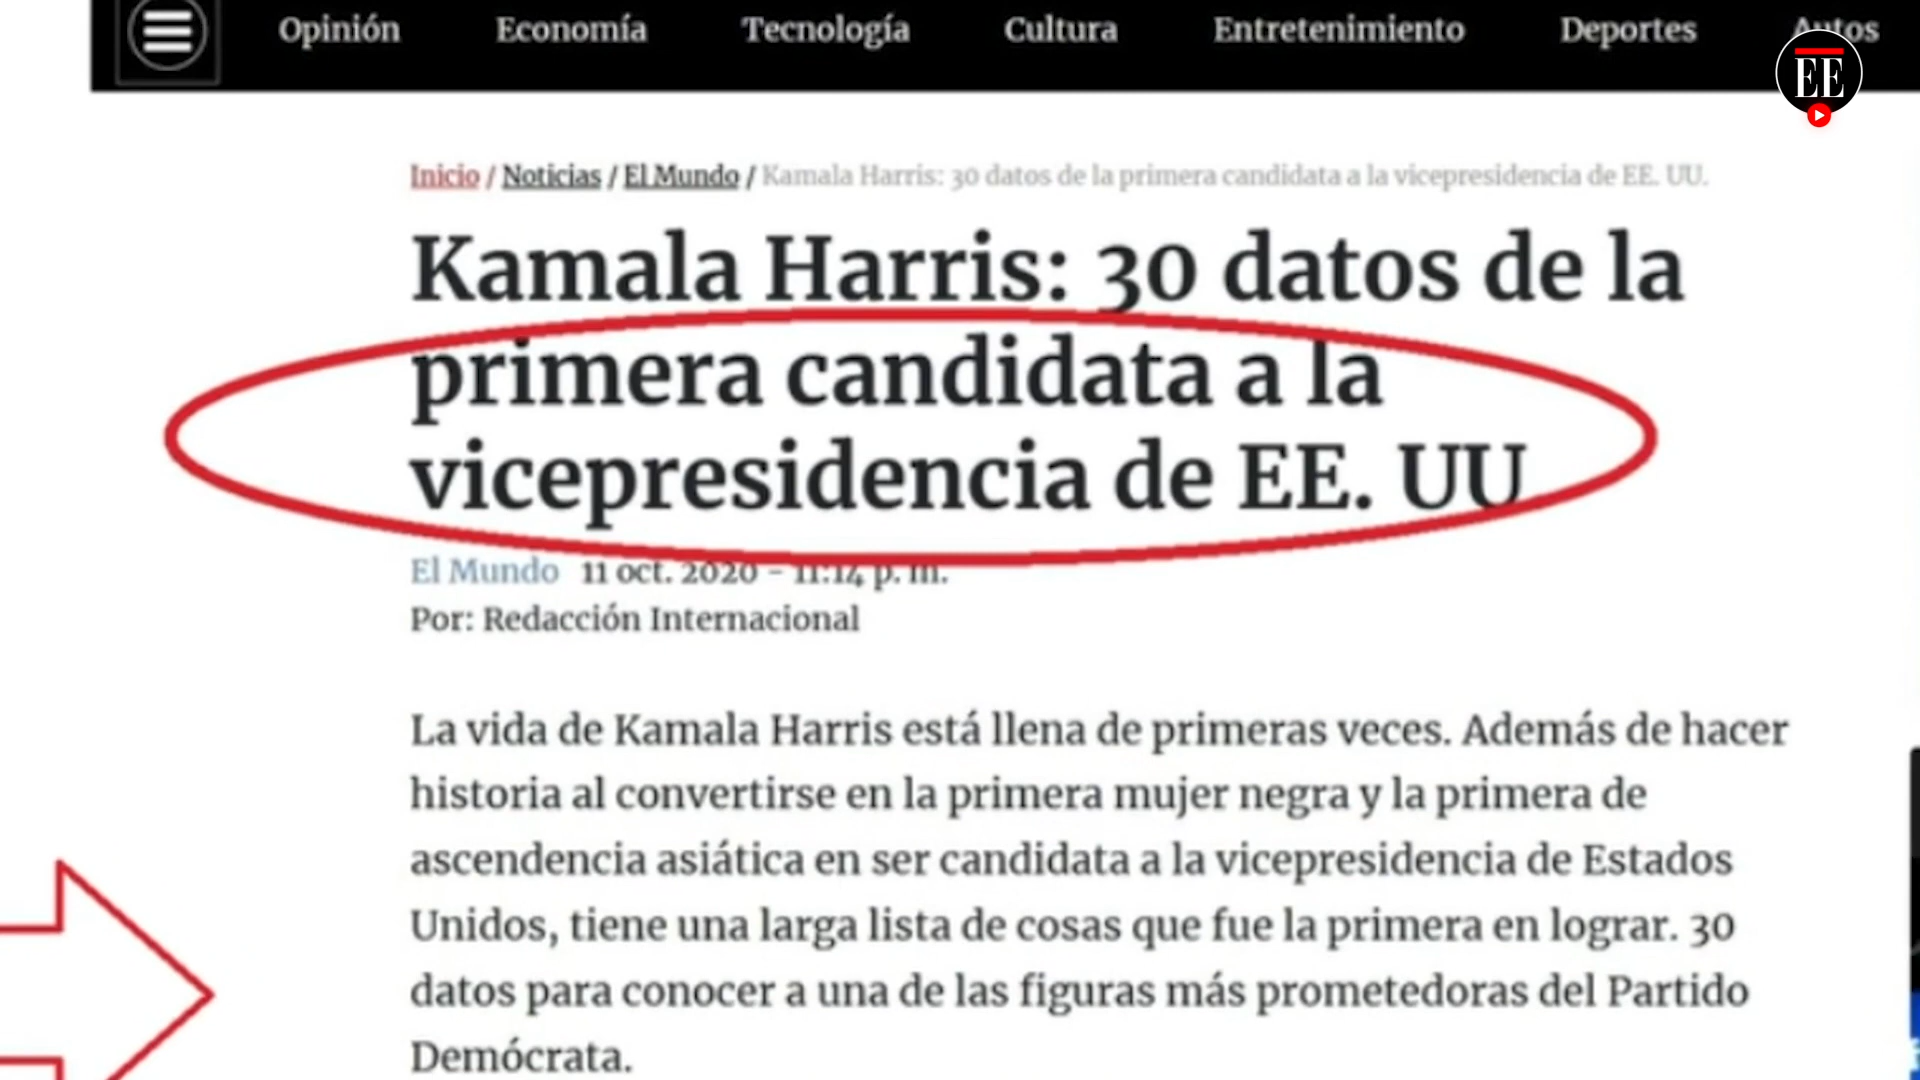 Opinión Economía Tecnología Cultura Entretenimiento Deportes Autos
EE
Inicio / Noticias / El Mundo / Kamala Harris: 30 datos de la primera candidata a la vicepresidencia de EE. UU.
Kamala Harris: 30 datos de la
primera candidata a la
vicepresidencia de EE. UU
El Mundo 11 oct. 2020 - 11:14 p. m.
Por: Redacción Internacional
La vida de Kamala Harris está llena de primeras veces. Además de hacer
historia al convertirse en la primera mujer negra y la primera de
ascendencia asiática en ser candidata a la vicepresidencia de Estados
Unidos, tiene una larga lista de cosas que fue la primera en lograr. 30
datos para conocer a una de las figuras más prometedoras del Partido
Demócrata.